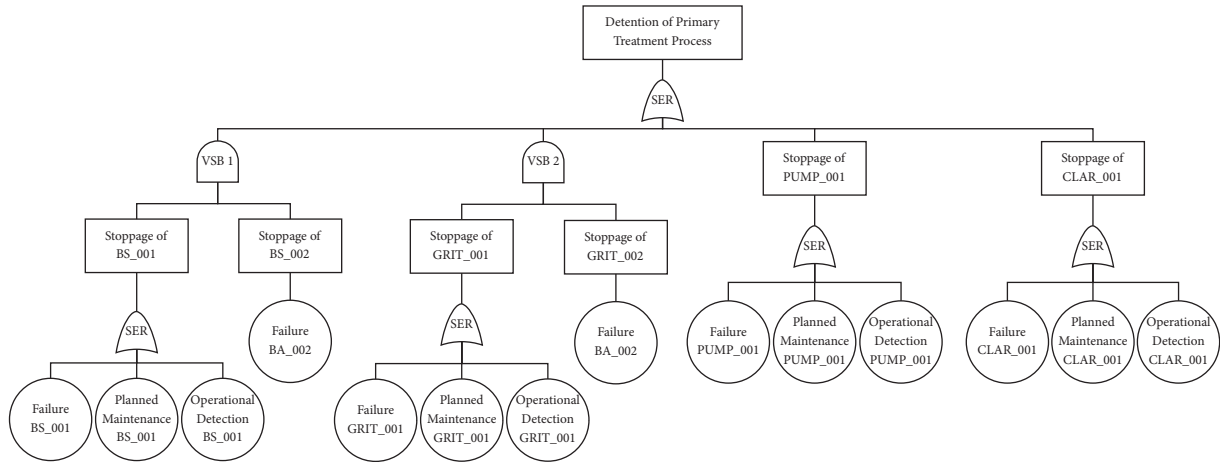 Detention of Primary
Treatment Process
SER
VSB 1
VSB 2
Stoppage of
PUMP_001
Stoppage of
CLAR_001
Stoppage of
BS_001
Stoppage of
BS_002
Stoppage of
GRIT_001
Stoppage of
GRIT_002
SER
SER
SER
Failure
BA_002
SER
Failure
BA_002
Failure
PUMP_001
Planned
Maintenance
PUMP_001
Operational
Detection
PUMP_001
Failure
CLAR_001
Planned
Maintenance
CLAR_001
Operational
Detection
CLAR_001
Failure
BS_001
Planned
Maintenance
BS_001
Operational
Detection
BS_001
Failure
GRIT_001
Planned
Maintenance
GRIT_001
Operational
Detection
GRIT_001